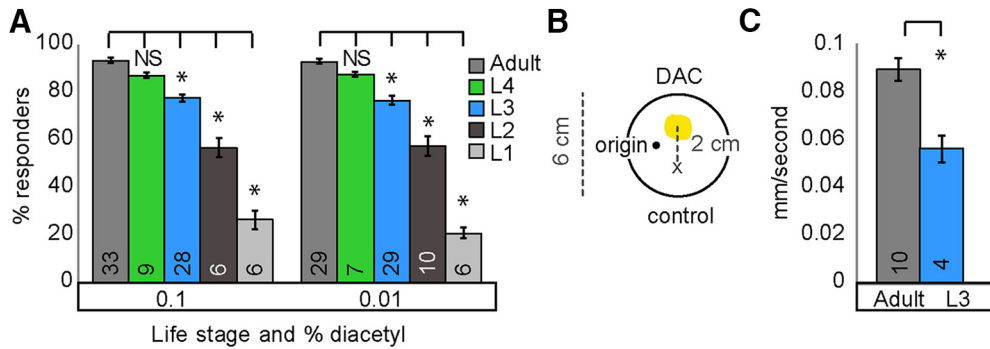 A
% responders
100
80
60
40
20
0
NS
*
*
*
NS
*
*
*
33
9
28
6
6
29
7
29
10
6
0.1
0.01
Life stage and % diacetyl
Adult
L4
L3
L2
L1
B
DAC
6 cm
origin
2 cm
x
control
C
mm/second
0.1
0.08
0.06
0.04
0.02
0
*
10
4
Adult L3